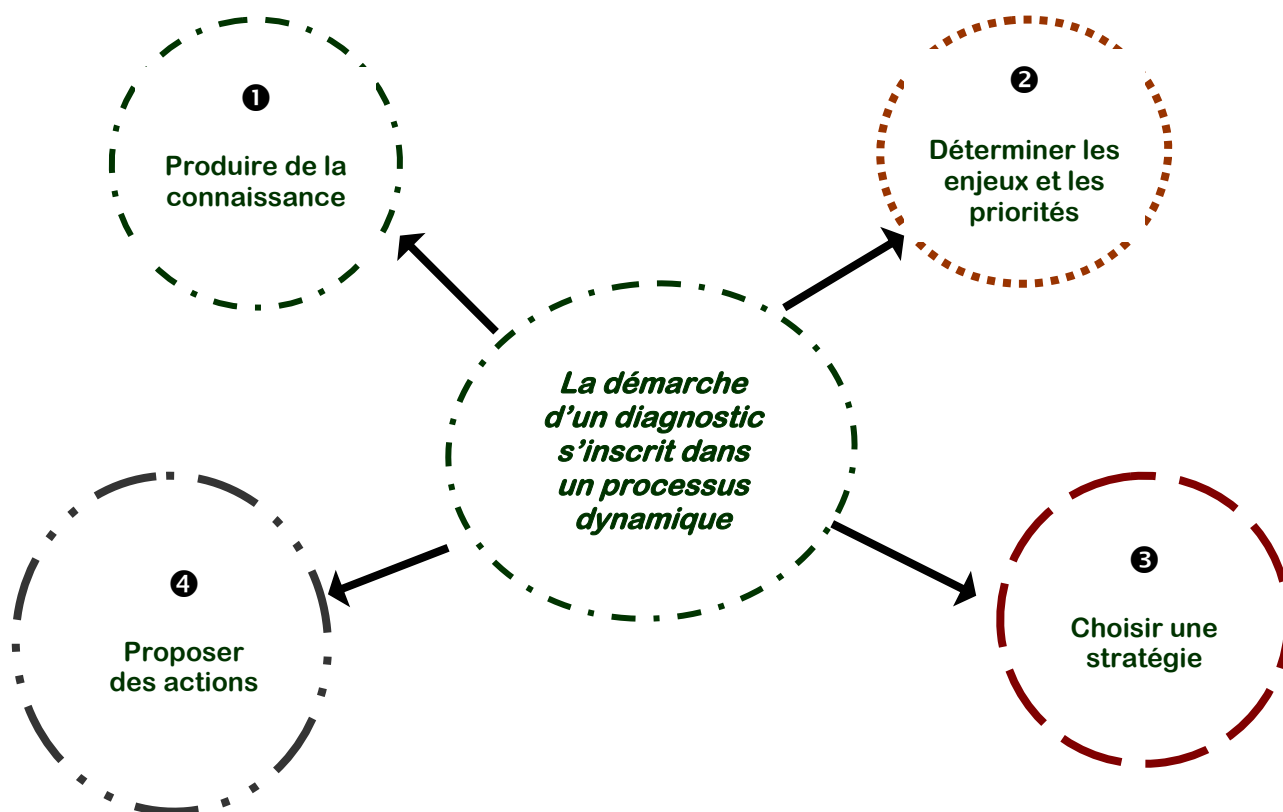 ❶
Produire de la
connaissance
❷
Déterminer les
enjeux et les
priorités
La démarche
d’un diagnostic
s’inscrit dans
un processus
dynamique
❸
Choisir une
stratégie
❹
Proposer
des actions